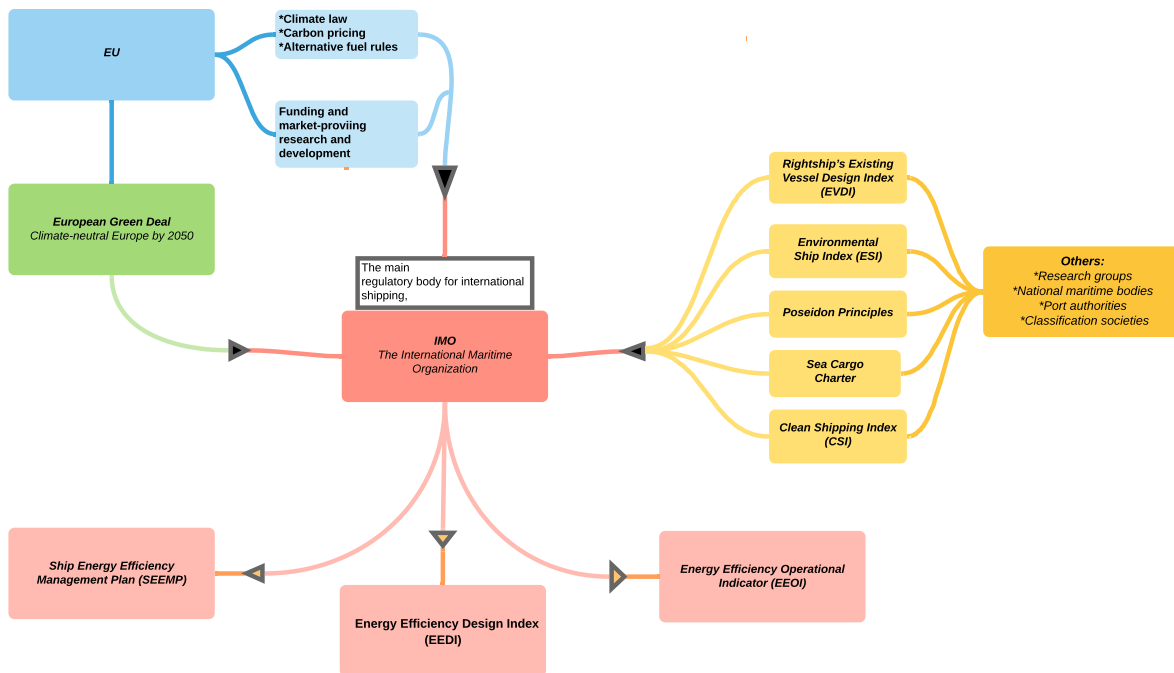 EU
*Climate law
*Carbon pricing
*Alternative fuel rules
Funding and
market-proviing
research and
development
European Green Deal
Climate-neutral Europe by 2050
The main
regulatory body for international
shipping,
IMO
The International Maritime
Organization
Rightship's Existing
Vessel Design Index
(EVDI)
Environmental
Ship Index (ESI)
Poseidon Principles
Sea Cargo
Charter
Clean Shipping Index
(CSI)
Others:
*Research groups
*National maritime bodies
*Port authorities
*Classification societies
Ship Energy Efficiency
Management Plan (SEEMP)
Energy Efficiency Design Index
(EEDI)
Energy Efficiency Operational
Indicator (EEOI)